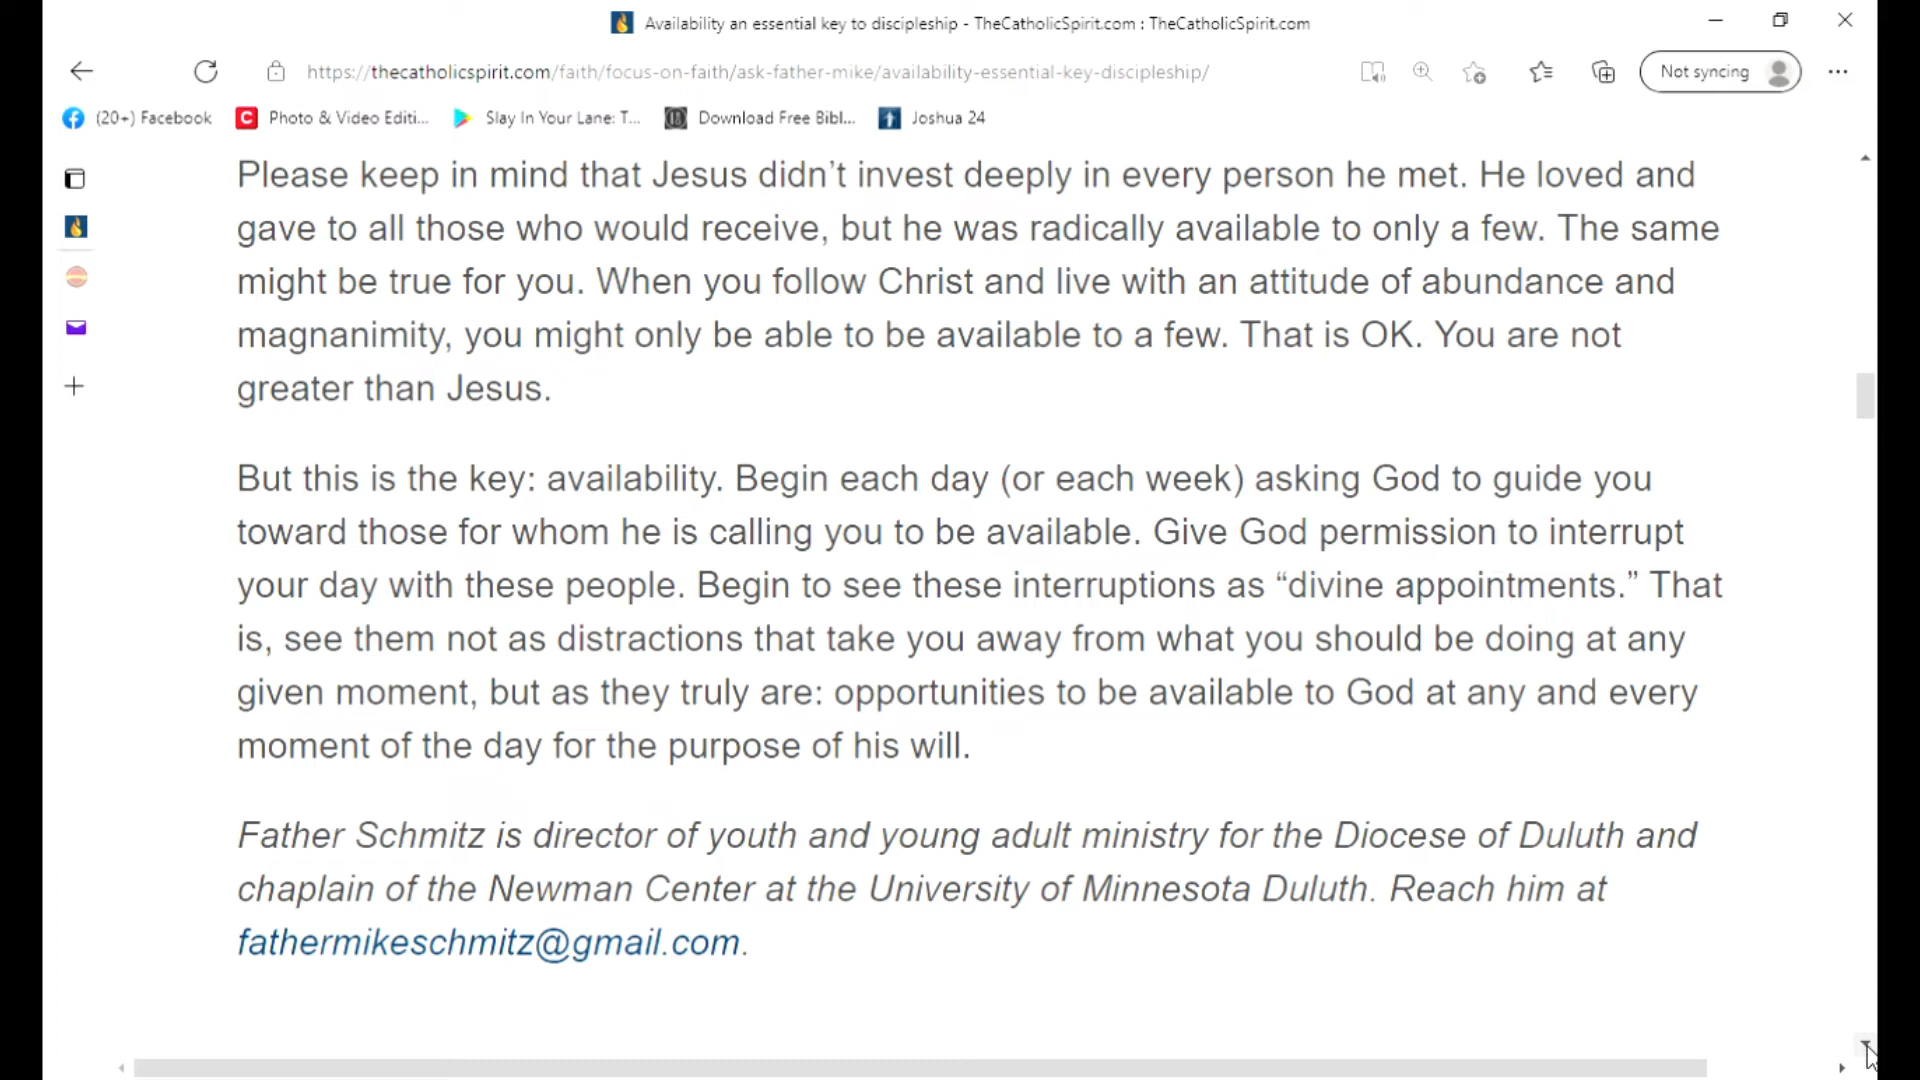 Availability an essential key to discipleship - TheCatholicSpirit.com : TheCatholicSpirit.com
https://thecatholicspirit.com/faith/focus-on-faith/ask-father-mike/availability-essential-key-discipleship/
Not syncing
(20+) Facebook
Photo & Video Editi...
Slay In Your Lane: T...
Download Free Bibl...
Joshua 24
Please keep in mind that Jesus didn’t invest deeply in every person he met. He loved and
gave to all those who would receive, but he was radically available to only a few. The same
might be true for you. When you follow Christ and live with an attitude of abundance and
magnanimity, you might only be able to be available to a few. That is OK. You are not
greater than Jesus.
But this is the key: availability. Begin each day (or each week) asking God to guide you
toward those for whom he is calling you to be available. Give God permission to interrupt
your day with these people. Begin to see these interruptions as “divine appointments.” That
is, see them not as distractions that take you away from what you should be doing at any
given moment, but as they truly are: opportunities to be available to God at any and every
moment of the day for the purpose of his will.
Father Schmitz is director of youth and young adult ministry for the Diocese of Duluth and
chaplain of the Newman Center at the University of Minnesota Duluth. Reach him at
fathermikeschmitz@gmail.com.